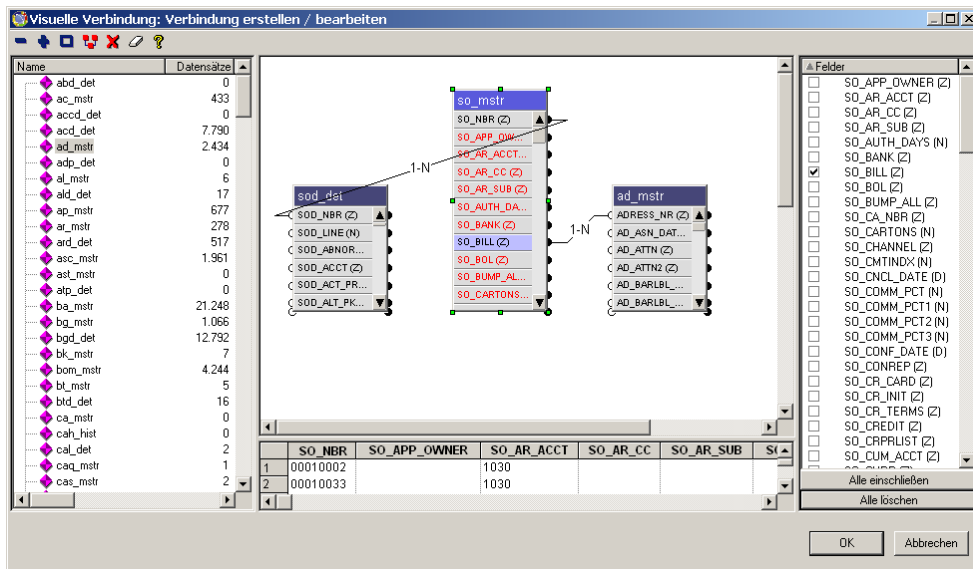 Visuelle Verbindung: Verbindung erstellen / bearbeiten
Name Datensätze
abd_det 0
ac_mstr 433
accd_det 0
acd_det 7.790
ad_mstr 2.434
adp_det 0
al_mstr 6
ald_det 17
ap_mstr 677
ar_mstr 278
ard_det 517
asc_mstr 1.961
ast_mstr 0
atp_det 0
ba_mstr 21.248
bg_mstr 1.066
bgd_det 12.792
bk_mstr 7
bom_mstr 4.244
bt_mstr 5
btd_det 16
ca_mstr 0
cah_hist 0
cal_det 2
caq_mstr 1
cas_mstr 2
sod_dat
SOD_NBR (Z)
SOD_LINE (N)
SOD_ABNOR...
SOD_ACCT (Z)
SOD_ACT_PR...
SOD_ALT_PK...
1-N
so_mstr
SO_NBR (Z)
SO_APP_OW...
SO_AR_ACCT...
SO_AR_CC (Z)
SO_AR_SUB (Z)
SO_AUTH_DA...
SO_BANK (Z)
SO_BILL (Z)
SO_BOL (Z)
SO_BUMP_AL...
SO_CARTONS...
1-N
ad_mstr
ADRESS_NR (Z)
AD_ASN_DAT...
AD_ATTN (Z)
AD_ATTN2 (Z)
AD_BARLBL_...
AD_BARLBL_...
SO_NBR SO_APP_OWNER SO_AR_ACCT SO_AR_CC SO_AR_SUB
1 00010002 1030
2 00010033 1030
Felder
SO_APP_OWNER (Z)
SO_AR_ACCT (Z)
SO_AR_CC (Z)
SO_AR_SUB (Z)
SO_AUTH_DAYS (N)
SO_BANK (Z)
SO_BILL (Z)
SO_BOL (Z)
SO_BUMP_ALL (Z)
SO_CA_NBR (Z)
SO_CARTONS (N)
SO_CHANNEL (Z)
SO_CMTINDX (N)
SO_CNCL_DATE (D)
SO_COMM_PCT (N)
SO_COMM_PCT1 (N)
SO_COMM_PCT2 (N)
SO_COMM_PCT3 (N)
SO_CONF_DATE (D)
SO_CONREP (Z)
SO_CR_CARD (Z)
SO_CR_INIT (Z)
SO_CR_TERMS (Z)
SO_CREDIT (Z)
SO_CRPRLIST (Z)
SO_CUM_ACCT (Z)
Alle einschließen
Alle löschen
OK Abbrechen